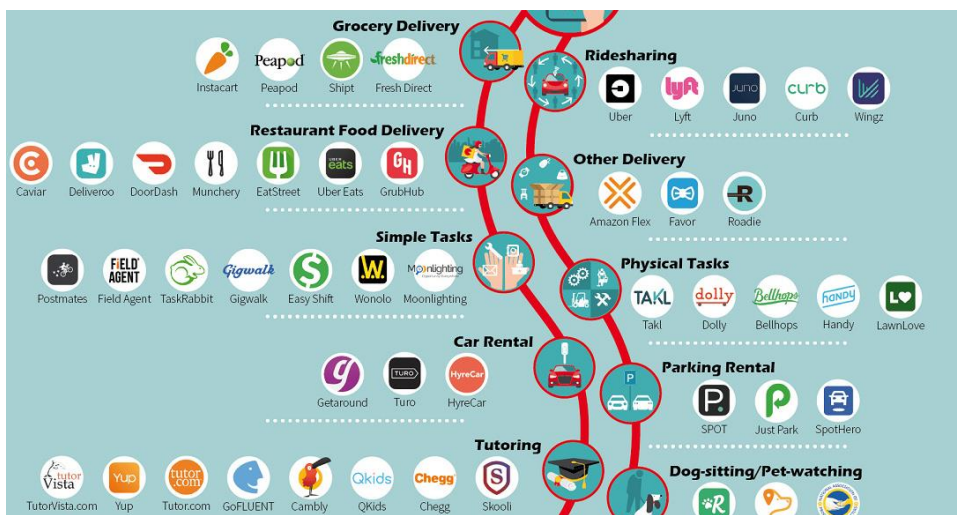 Grocery Delivery
Peapod
freshdirect
Instacart
Peapod
Shipt
Fresh Direct
Ridesharing
lyft
JUNO
curb
Uber
Lyft
Juno
Curb
Wingz
Restaurant Food Delivery
UBER
eats
GH
Caviar
Deliveroo
DoorDash
Munchery
EatStreet
Uber Eats
GrubHub
Other Delivery
R
Amazon Flex
Favor
Roadie
Simple Tasks
FiELD
AGENT
Gigwalk
$
.W.
Moonlighting
Postmates
Field Agent
TaskRabbit
Gigwalk
Easy Shift
Wonolo
Moonlighting
Physical Tasks
TAKL
dolly
Bellhops
HANDY
L
Takl
Dolly
Bellhops
Handy
LawnLove
Car Rental
g
TURO
HyreCar
Getaround
Turo
HyreCar
Parking Rental
P
P.
SPOT
Just Park
SpotHero
Tutoring
tutor
Vista
Yup
tutor
.com
Qkids
Chegg
S
TutorVista.com
Yup
Tutor.com
GoFLUENT
Cambly
QKids
Chegg
Skooli
Dog-sitting/Pet-watching
R